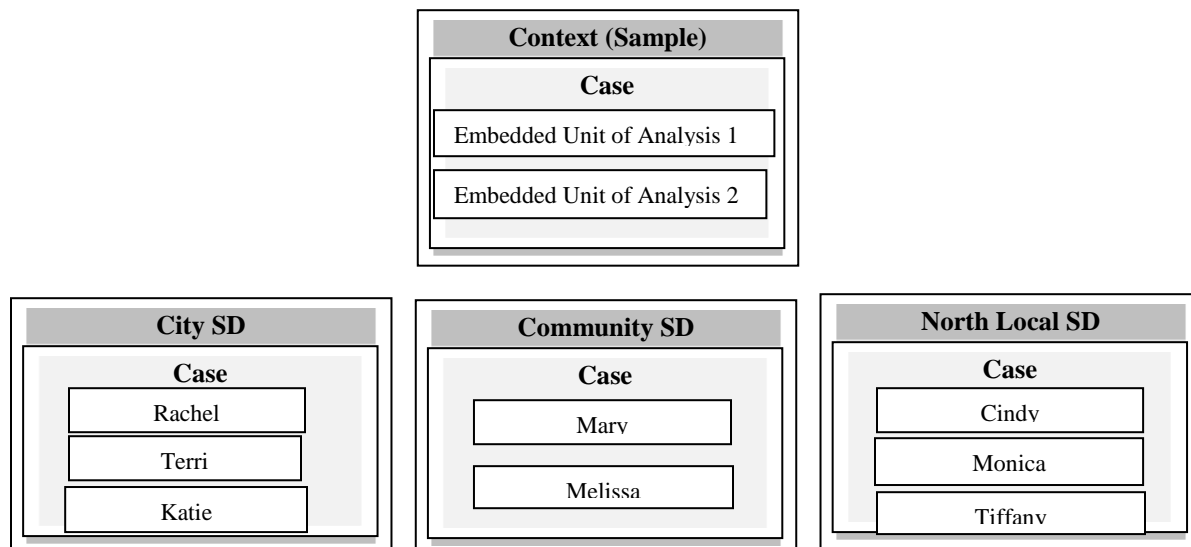 Context (Sample)
Case
Embedded Unit of Analysis 1
Embedded Unit of Analysis 2
City SD
Case
Rachel
Terri
Katie
Community SD
Case
Mary
Melissa
North Local SD
Case
Cindy
Monica
Tiffany